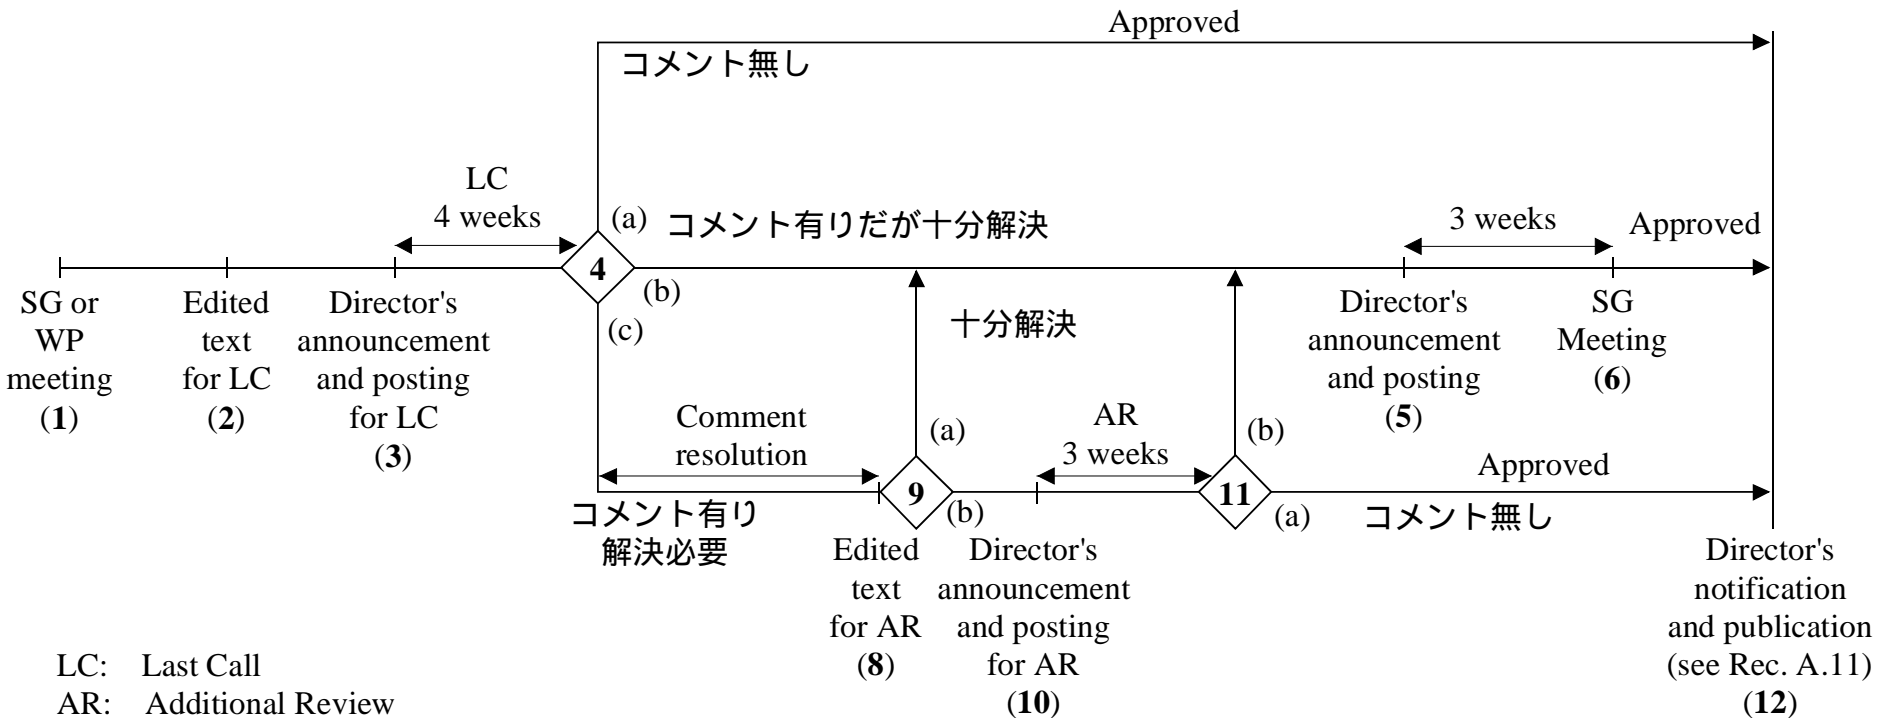 Approved
コメント無し
LC
4 weeks
(a)
コメント有りだが十分解決
3 weeks
Approved
4
(b)
(c)
SG or
WP
meeting
(1)
Edited
text
for LC
(2)
Director's
announcement
and posting
for LC
(3)
十分解決
Director's
announcement
and posting
(5)
SG
Meeting
(6)
Comment
resolution
(a)
AR
3 weeks
(b)
Approved
9
(b)
11
(a)
コメント有り
解決必要
コメント無し
Edited
text
for AR
(8)
Director's
announcement
and posting
for AR
(10)
Director's
notification
and publication
(see Rec. A.11)
(12)
LC: Last Call
AR: Additional Review